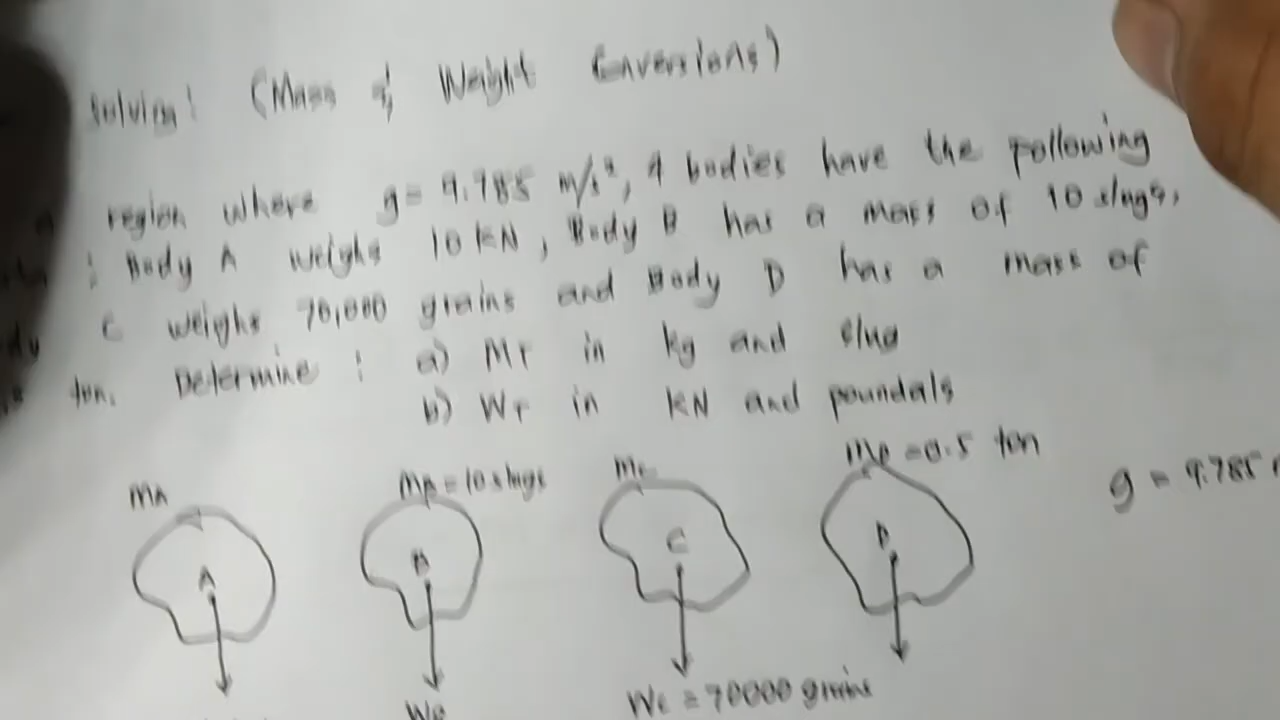 Solving: (Mass & Weight Conversions)
region where g = 9.785 m/s², 4 bodies have the following
: Body A weighs 10 KN, Body B has a mass of 10 slugs,
C weighs 70,000 grains and Body D has a mass of
ton. Determine : a) MT in kg and slug
b) WT in KN and poundals
MA
MB = 10 slugs
Mc
MD = 0.5 ton
g = 9.785
A
B
C
D
WB
Wc = 70000 grains